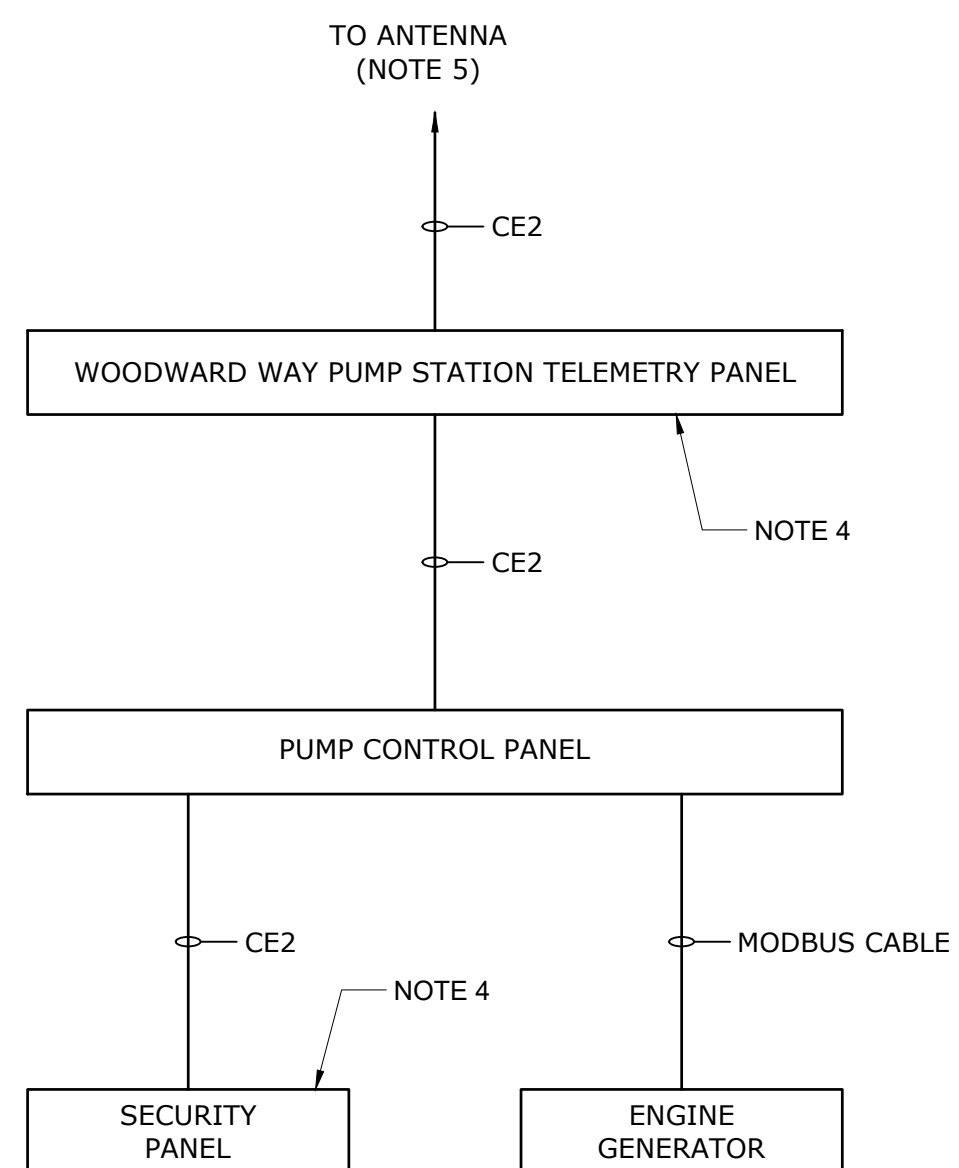 TO ANTENNA
(NOTE 5)
CE2
WOODWARD WAY PUMP STATION TELEMETRY PANEL
NOTE 4
CE2
PUMP CONTROL PANEL
CE2
MODBUS CABLE
NOTE 4
SECURITY
PANEL
ENGINE
GENERATOR